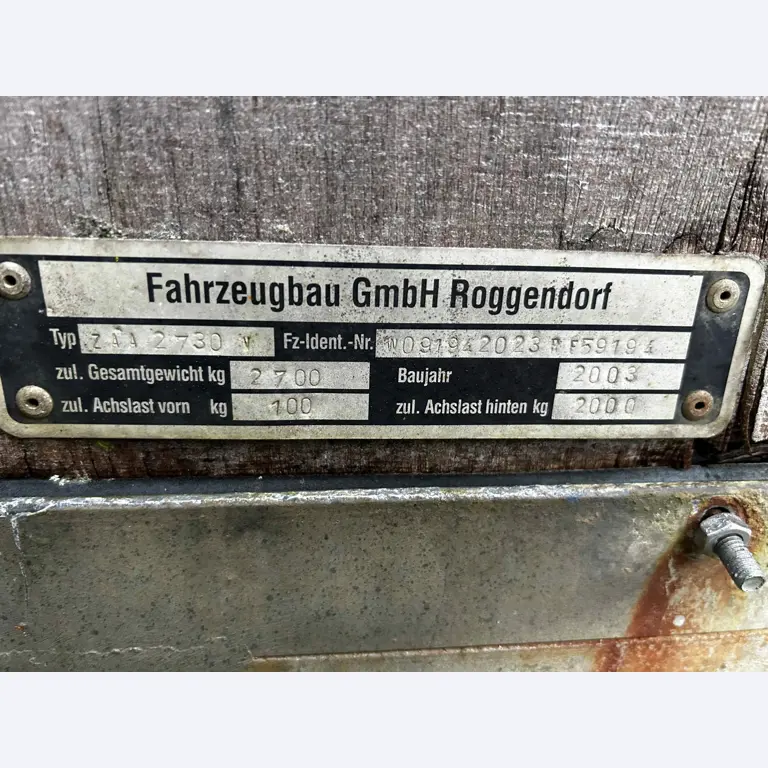 Fahrzeugbau GmbH Roggendorf
Typ ZAA 2730 V Fz-Ident.-Nr. W091942023RF59194
zul. Gesamtgewicht kg 2700 Baujahr 2003
zul. Achslast vorn kg 100 zul. Achslast hinten kg 2000